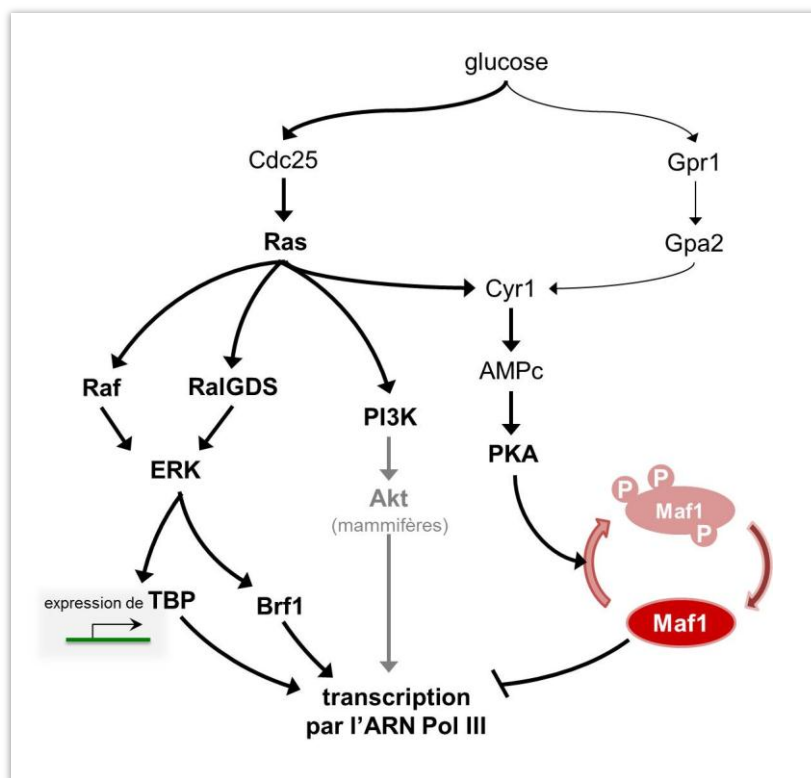 glucose
Cdc25
Gpr1
Ras
Gpa2
Cyr1
Raf
RalGDS
AMPc
PI3K
PKA
ERK
Akt
(mammifères)
P
P
Maf1
P
expression de TBP
Brf1
Maf1
transcription
par l'ARN Pol III